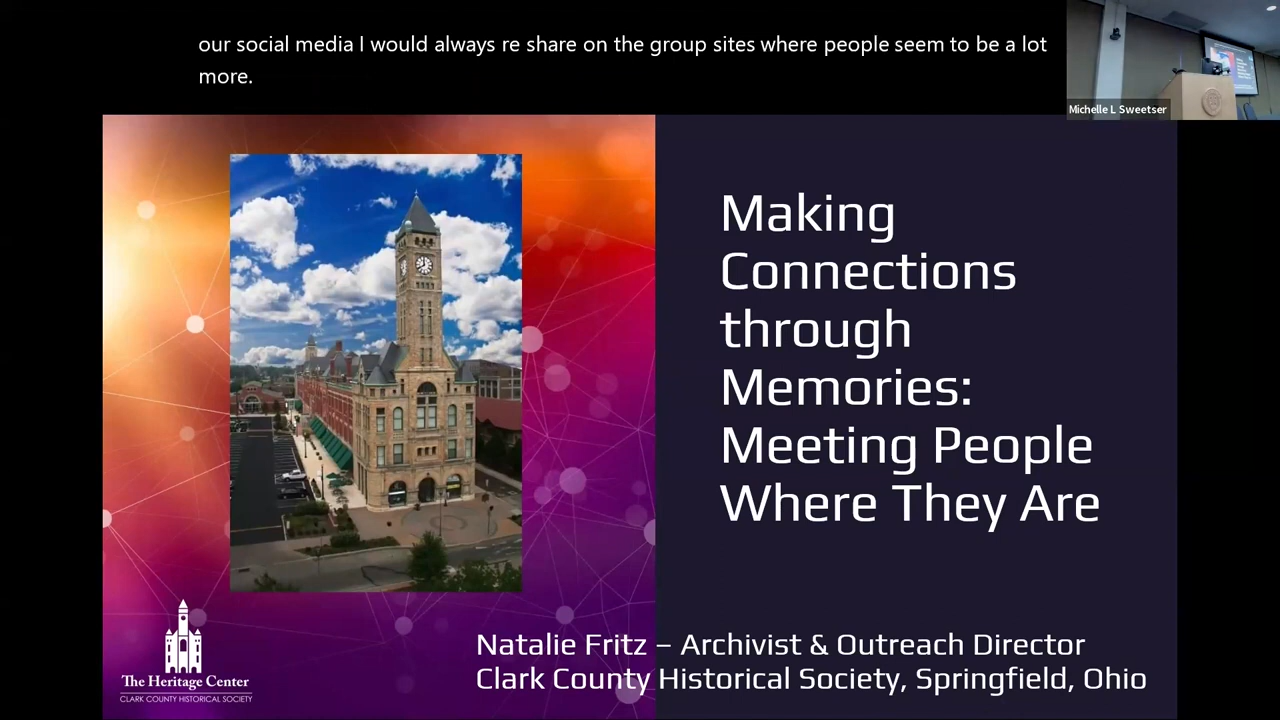 our social media I would always re share on the group sites where people seem to be a lot
more.
Michelle L Sweetser
Making
Connections
through
Memories:
Meeting People
Where They Are
Natalie Fritz – Archivist & Outreach Director
Clark County Historical Society, Springfield, Ohio
The Heritage Center
CLARK COUNTY HISTORICAL SOCIETY